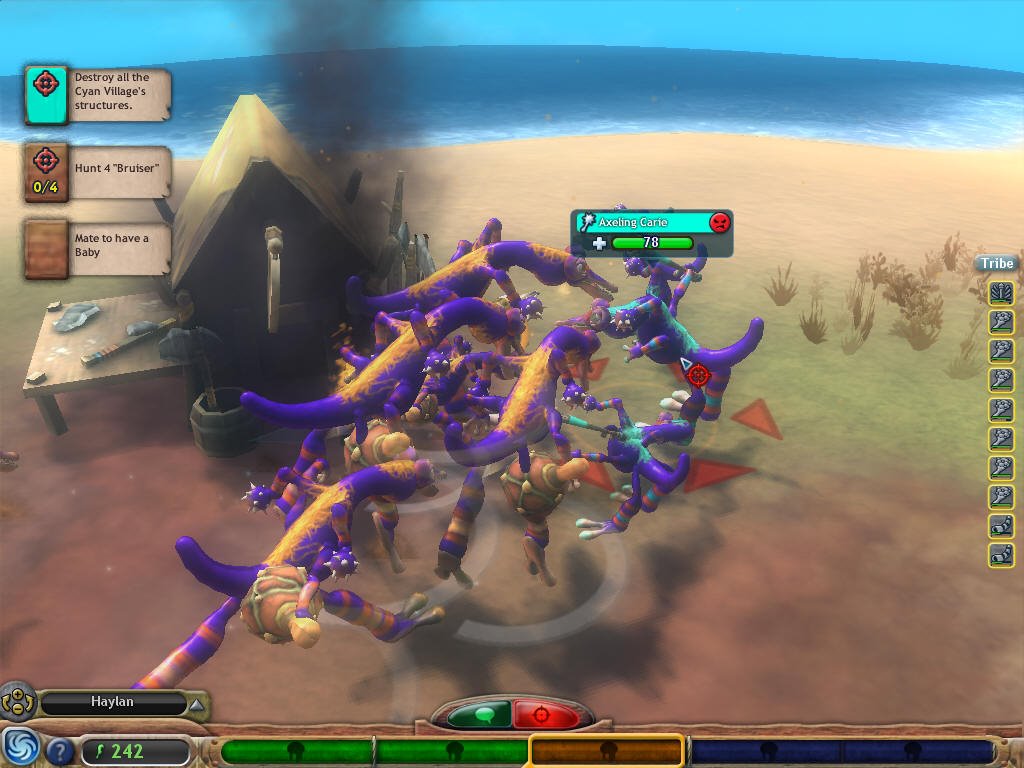 Destroy all the
Cyan Village's
structures.
0/4
Hunt 4 "Bruiser"
Mate to have a
Baby
Axeling Carie
78
Tribe
Haylan
? 242